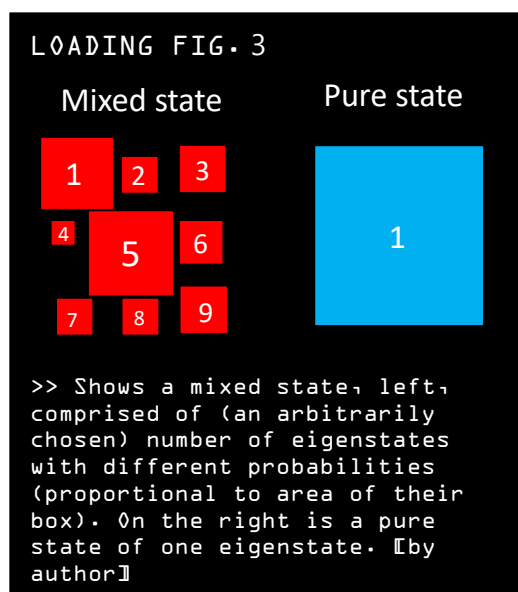 LOADING FIG. 3
Mixed state
Pure state
1
2
3
4
5
6
7
8
9
1
>> Shows a mixed state, left,
comprised of (an arbitrarily
chosen) number of eigenstates
with different probabilities
(proportional to area of their
box). On the right is a pure
state of one eigenstate. [by
author]